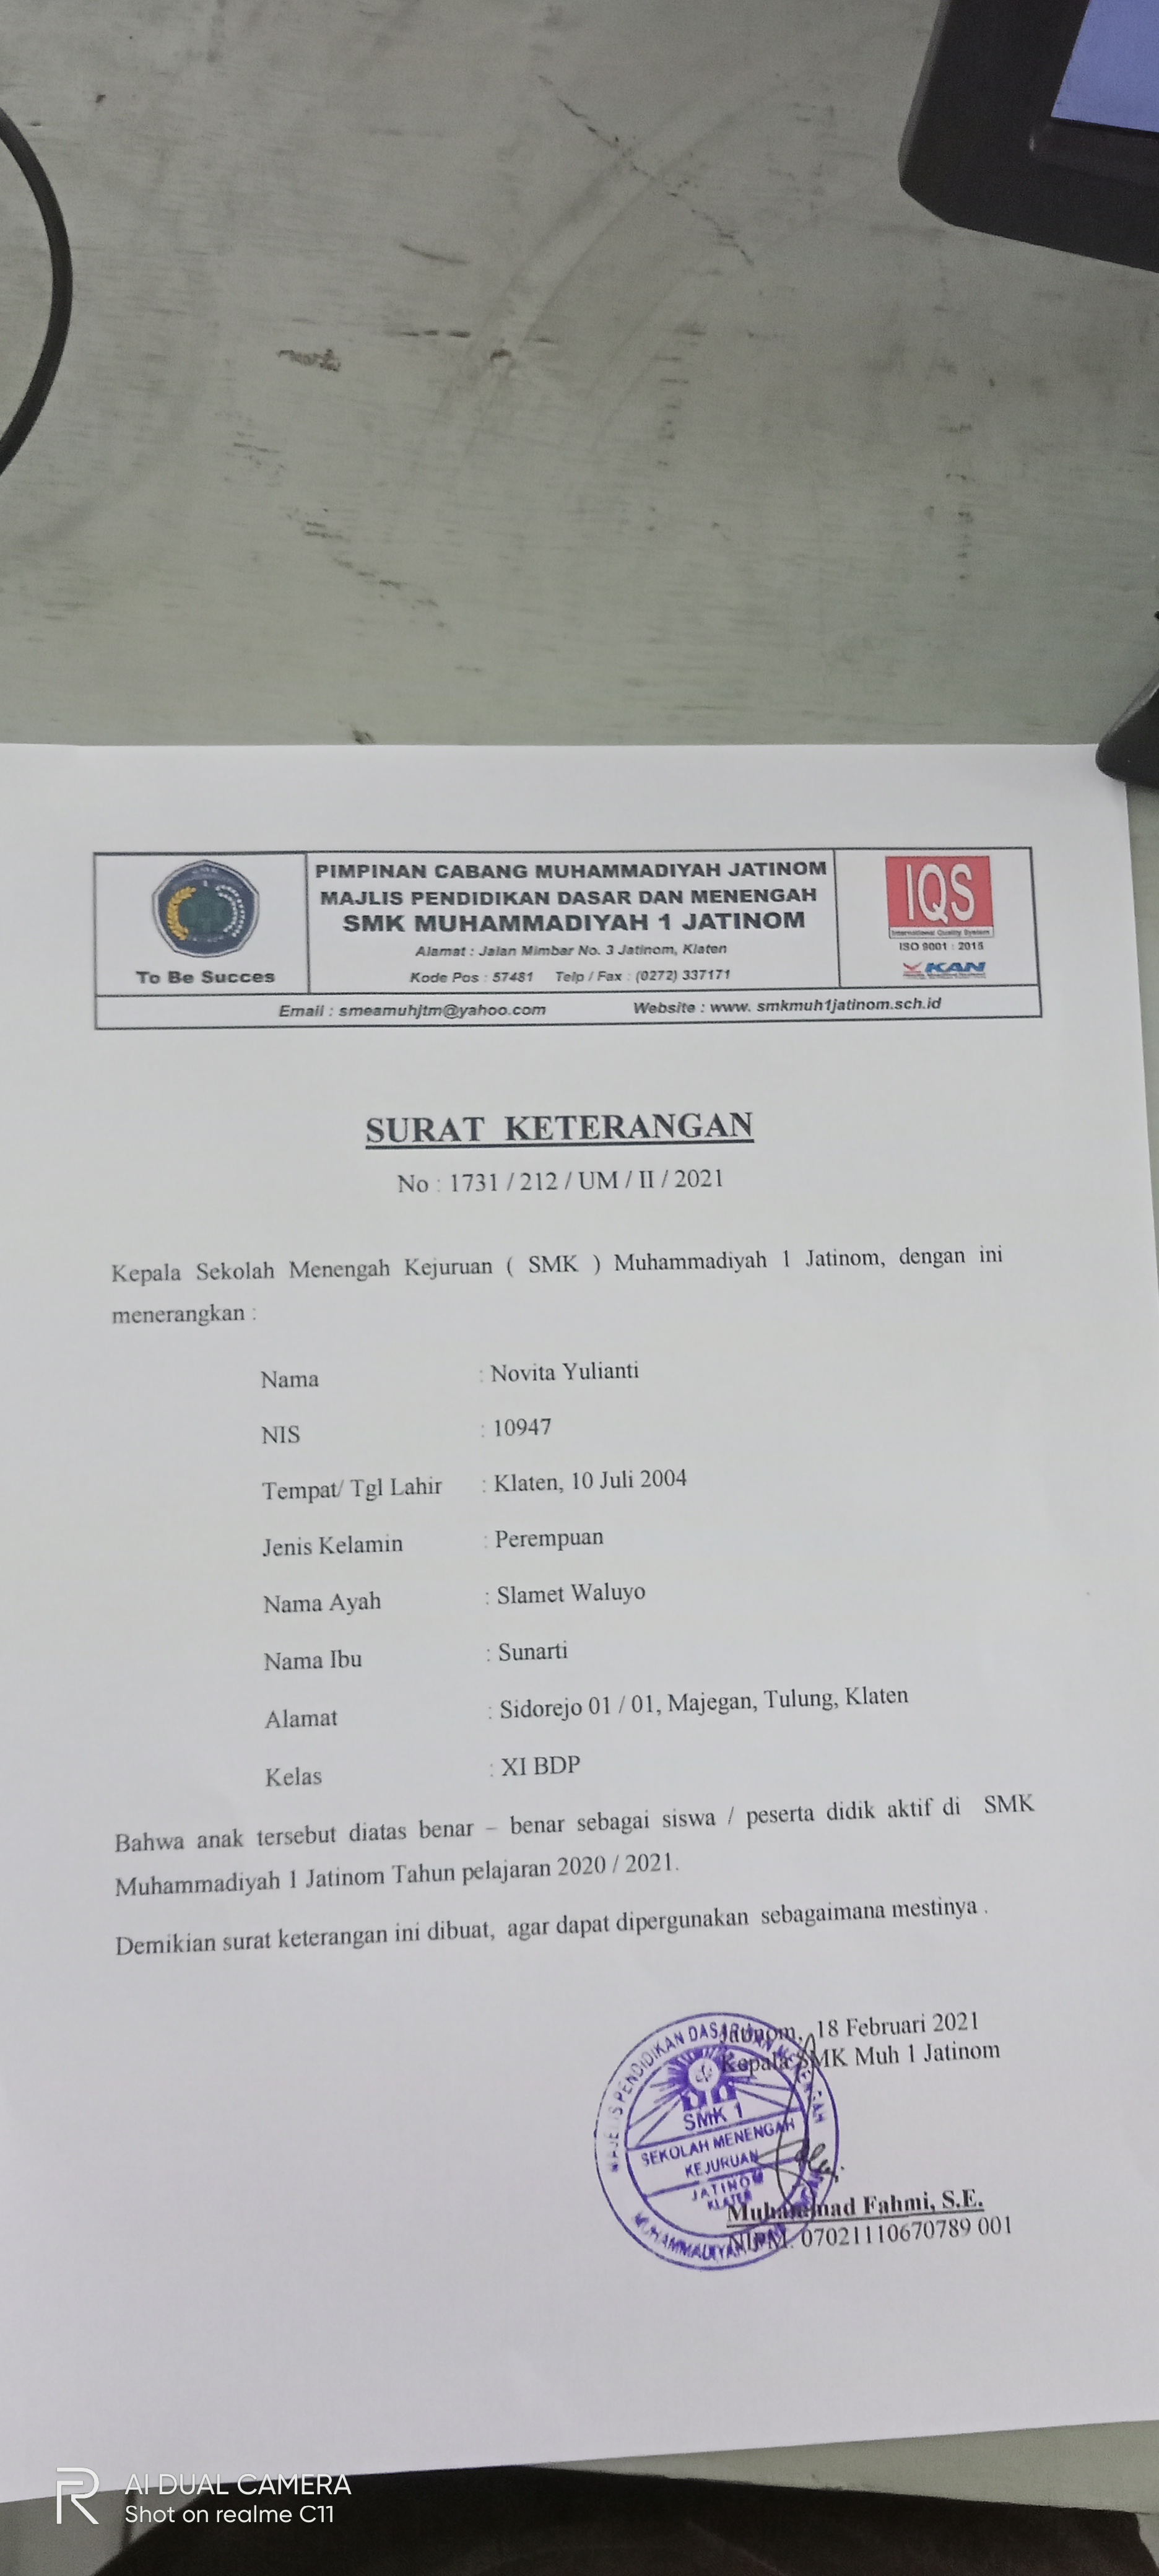 PIMPINAN CABANG MUHAMMADIYAH JATINOM
MAJLIS PENDIDIKAN DASAR DAN MENENGAH
SMK MUHAMMADIYAH 1 JATINOM
Alamat : Jalan Mimbar No. 3 Jatinom, Klaten
Kode Pos : 57481 Telp / Fax : (0272) 337171
To Be Succes
IQS
International Quality System
ISO 9001 : 2015
KAN
Email : smeamuhjtm@yahoo.com Website : www. smkmuh1jatinom.sch.id
SURAT KETERANGAN
No : 1731 / 212 / UM / II / 2021
Kepala Sekolah Menengah Kejuruan ( SMK ) Muhammadiyah 1 Jatinom, dengan ini
menerangkan :
Nama : Novita Yulianti
NIS : 10947
Tempat/ Tgl Lahir : Klaten, 10 Juli 2004
Jenis Kelamin : Perempuan
Nama Ayah : Slamet Waluyo
Nama Ibu : Sunarti
Alamat : Sidorejo 01 / 01, Majegan, Tulung, Klaten
Kelas : XI BDP
Bahwa anak tersebut diatas benar – benar sebagai siswa / peserta didik aktif di SMK
Muhammadiyah 1 Jatinom Tahun pelajaran 2020 / 2021.
Demikian surat keterangan ini dibuat, agar dapat dipergunakan sebagaimana mestinya .
Jatinom, 18 Februari 2021
Kepala SMK Muh 1 Jatinom
MAJELIS PENDIDIKAN DASAR DAN MENENGAH
SMK 1
SEKOLAH MENENGAH
KEJURUAN
JATINOM
KLATEN
MUHAMMADIYAH
Muhammad Fahmi, S.E.
NIPM. 07021110670789 001
AI DUAL CAMERA
Shot on realme C11